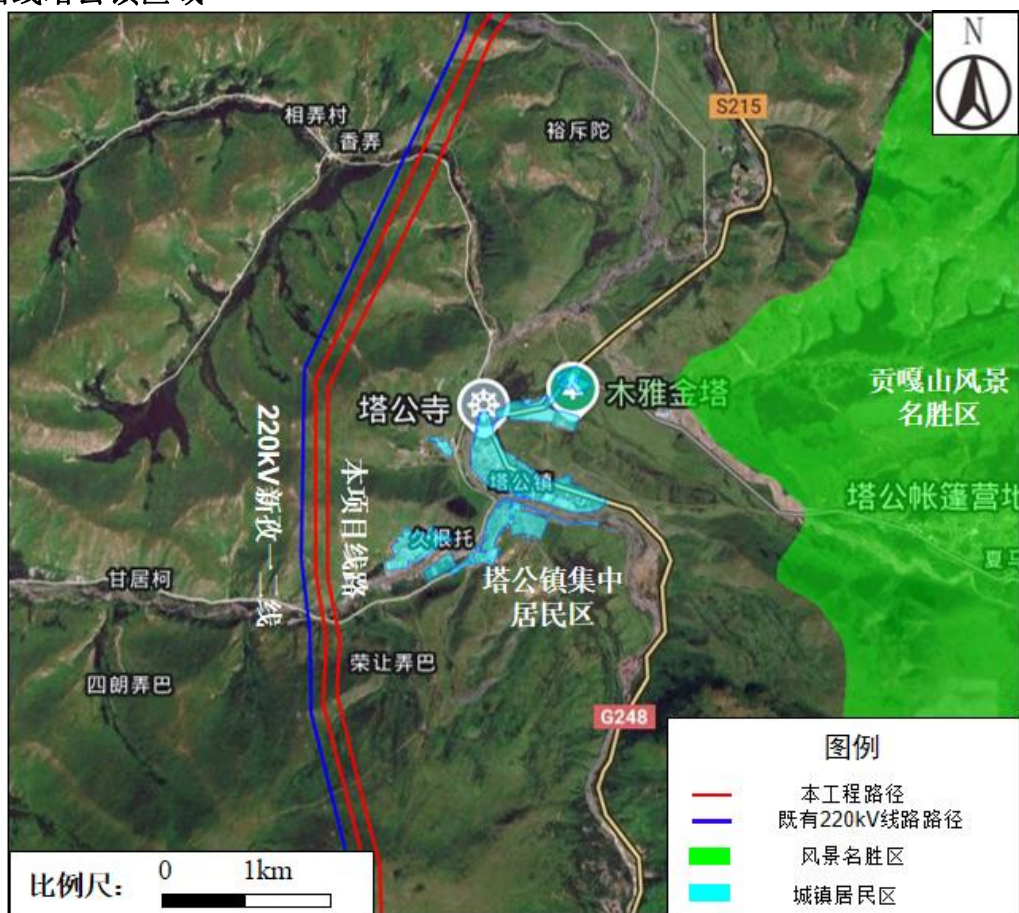 N
S215
相弄村
香弄
裕斥陀
贡嘎山风景
名胜区
塔公寺
木雅金塔
220kV新孜一二线
本项目线路
塔公镇
塔公帐篷营地
久根托
夏马
甘居柯
塔公镇集中
居民区
荣让弄巴
四朗弄巴
G248
图例
本工程路径
既有220kV线路路径
风景名胜区
城镇居民区
比例尺：
0 1km